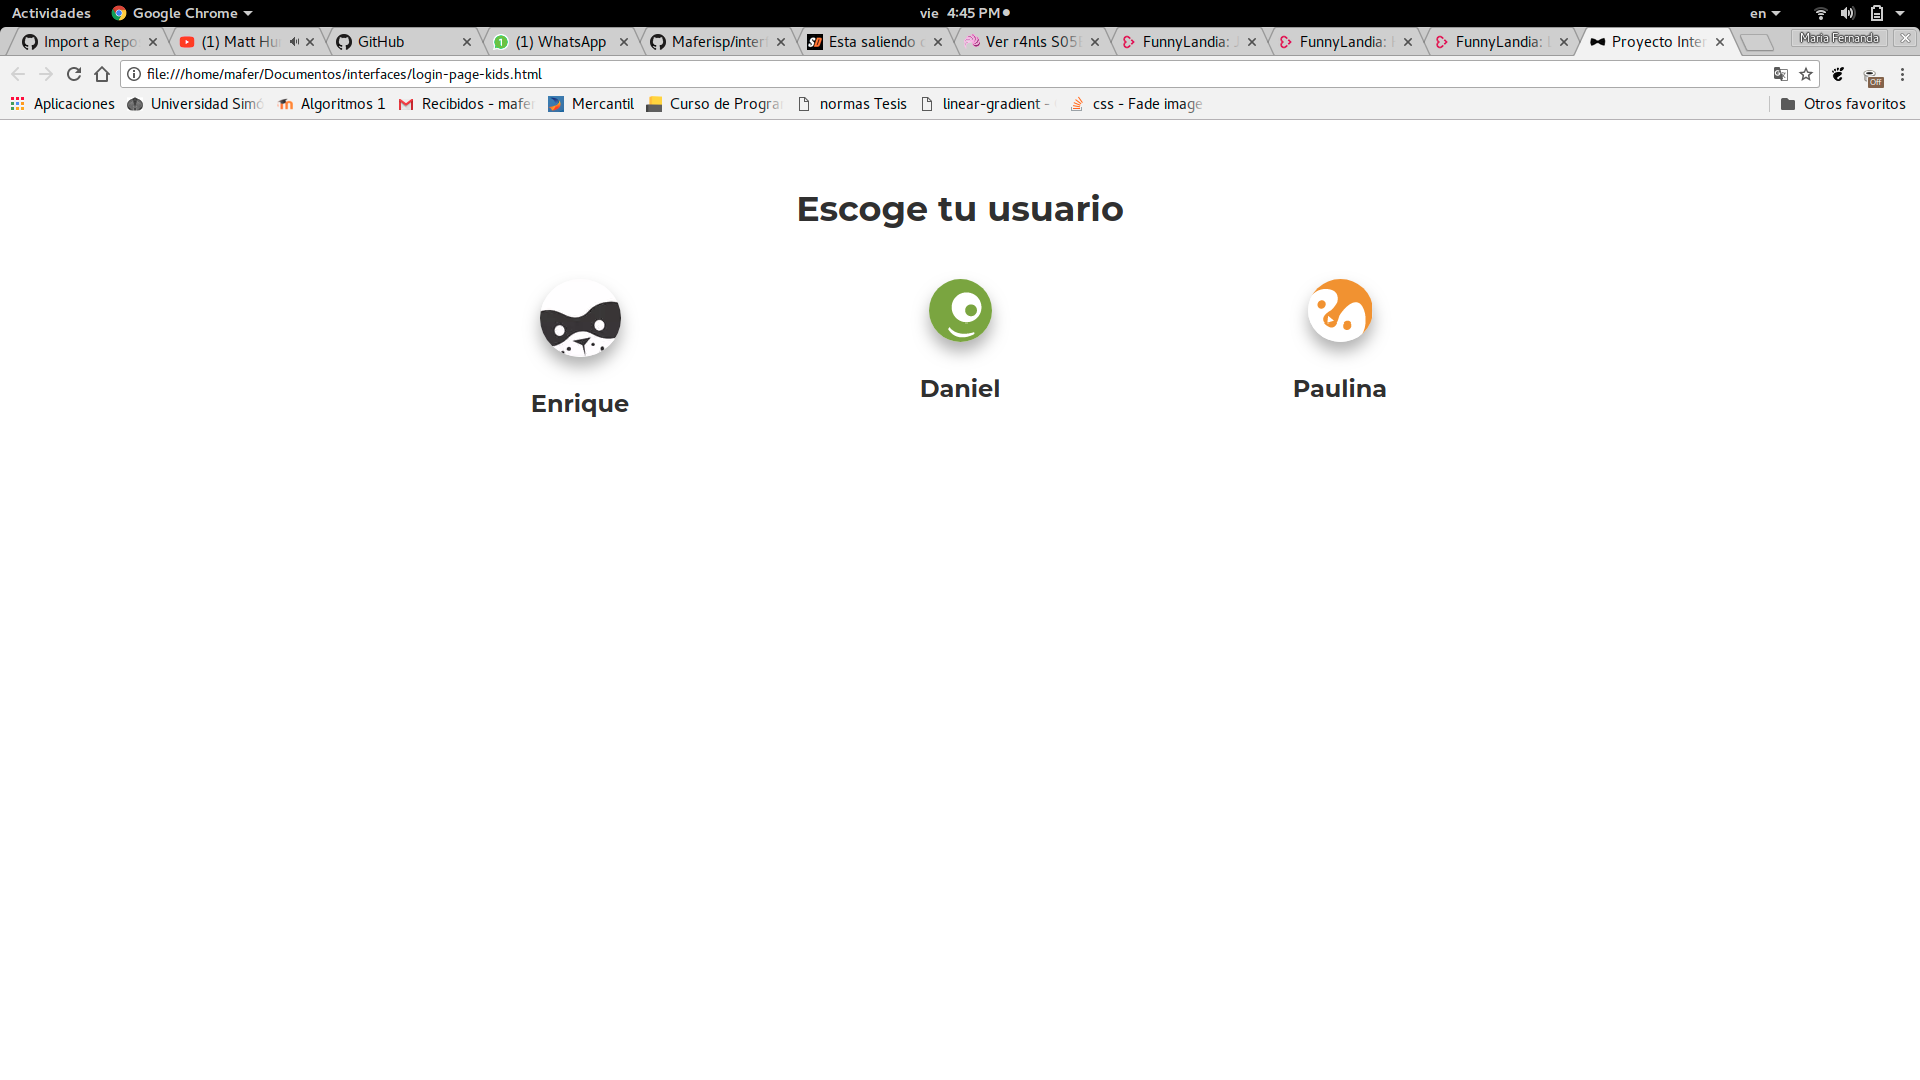 Actividades Google Chrome vie 4:45 PM en
Import a Repo (1) Matt Hu GitHub (1) WhatsApp Maferisp/inter Esta saliendo Ver r4nls S05 FunnyLandia: FunnyLandia: FunnyLandia: Proyecto Inter Maria Fernanda
file:///home/mafer/Documentos/interfaces/login-page-kids.html Off
Aplicaciones Universidad Simó Algoritmos 1 Recibidos - mafe Mercantil Curso de Progra normas Tesis linear-gradient - css - Fade image Otros favoritos
Escoge tu usuario
Enrique
Daniel
Paulina